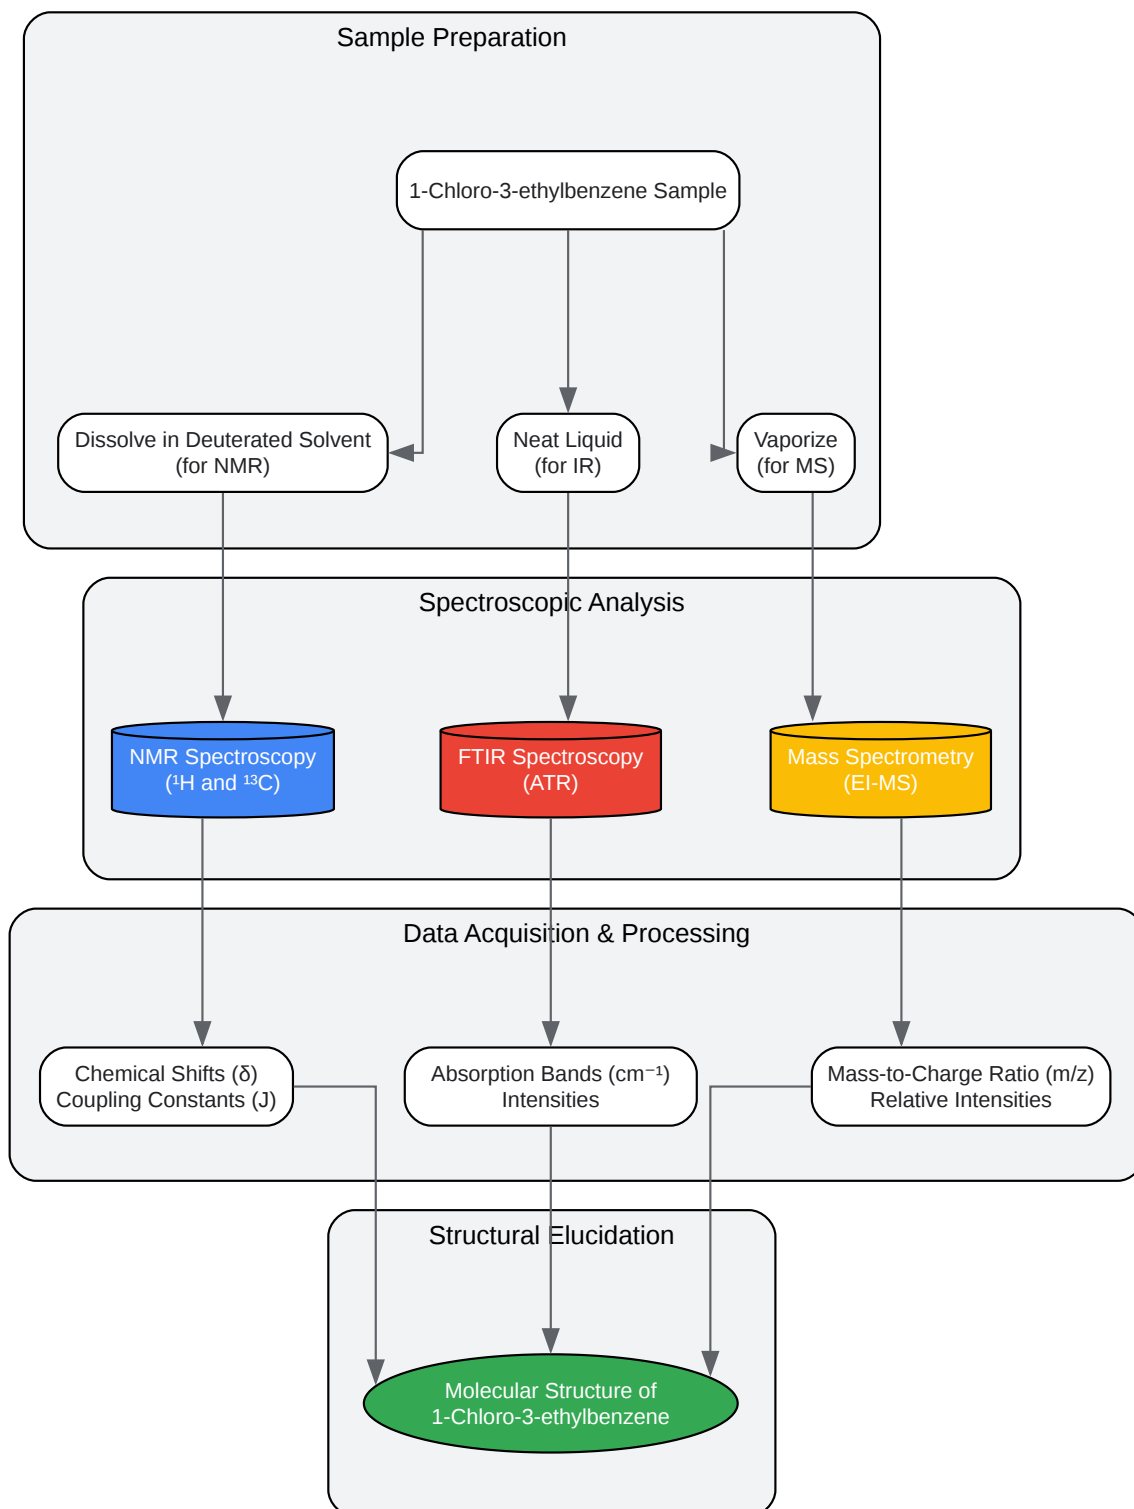 Sample Preparation
1-Chloro-3-ethylbenzene Sample
Dissolve in Deuterated Solvent
(for NMR)
Neat Liquid
(for IR)
Vaporize
(for MS)
Spectroscopic Analysis
NMR Spectroscopy
(¹H and ¹³C)
FTIR Spectroscopy
(ATR)
Mass Spectrometry
(EI-MS)
Data Acquisition & Processing
Chemical Shifts (δ)
Coupling Constants (J)
Absorption Bands (cm⁻¹)
Intensities
Mass-to-Charge Ratio (m/z)
Relative Intensities
Structural Elucidation
Molecular Structure of
1-Chloro-3-ethylbenzene